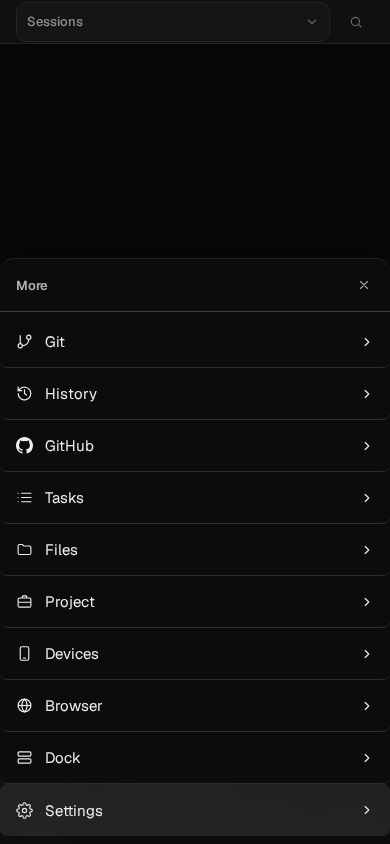 Sessions
More
Git
History
GitHub
Tasks
Files
Project
Devices
Browser
Dock
Settings